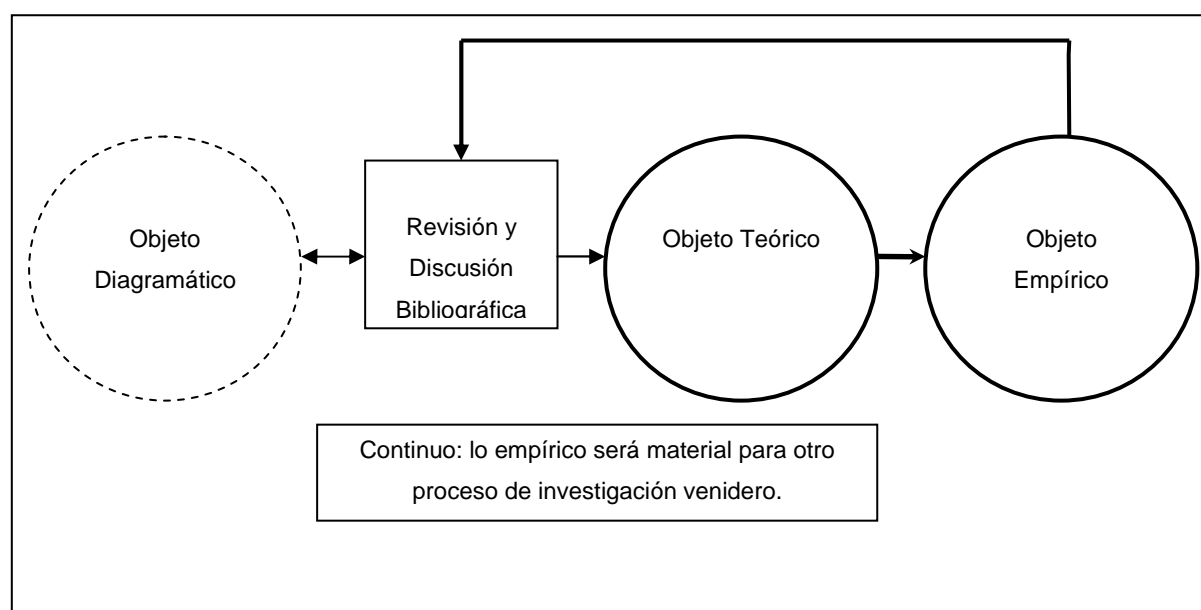 Objeto
Diagramático
Revisión y
Discusión
Bibliográfica
Objeto Teórico
Objeto
Empírico
Continuo: lo empírico será material para otro
proceso de investigación venidero.